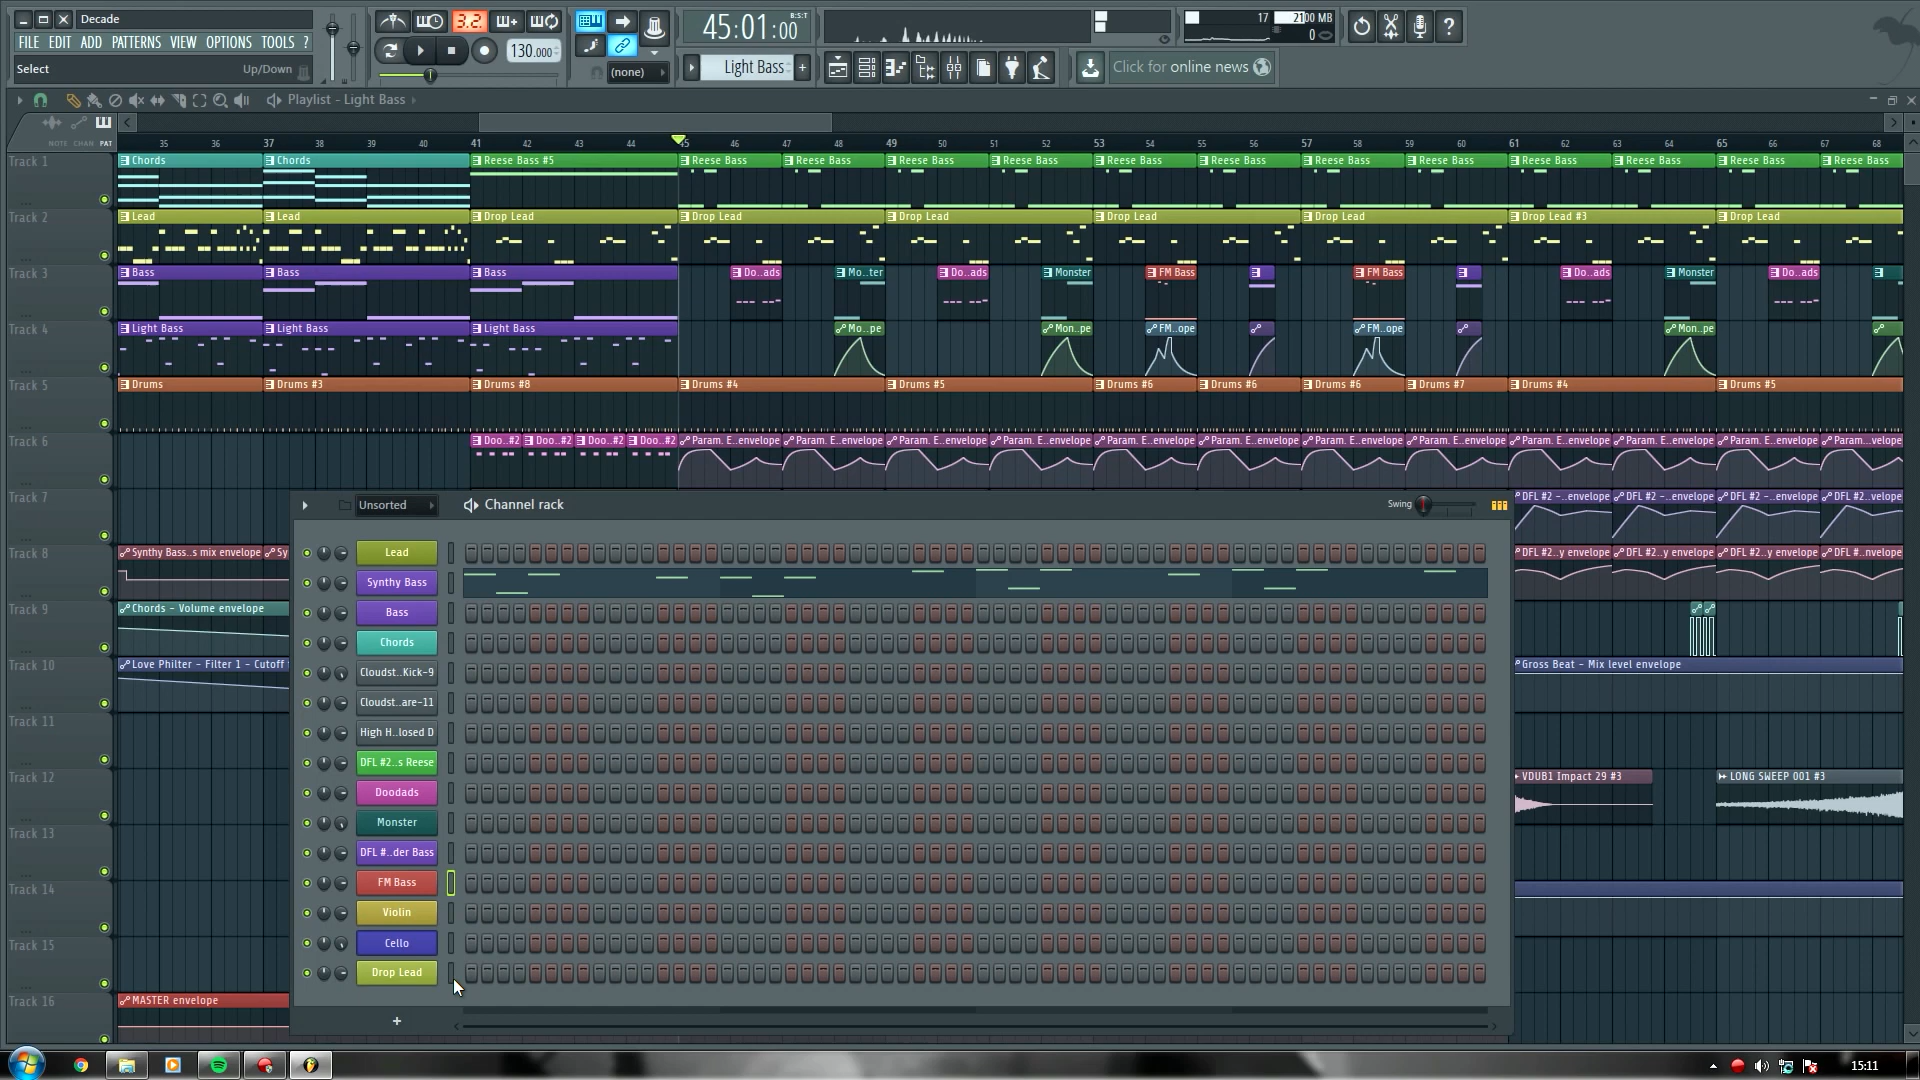 Decade
FILE EDIT ADD PATTERNS VIEW OPTIONS TOOLS ?
Select Up/Down
3.2.
130.000
(none)
45:01:00 B:S:T
Light Bass
17 2100 MB
0
Click for online news
Playlist - Light Bass
NOTE CHAN PAT
35 36 37 38 39 40 41 42 43 44 45 46 47 48 49 50 51 52 53 54 55 56 57 58 59 60 61 62 63 64 65 66 67 68
Track 1 Chords Chords Reese Bass #5 Reese Bass Reese Bass Reese Bass Reese Bass Reese Bass Reese Bass Reese Bass Reese Bass Reese Bass Reese Bass Reese Bass Reese Bass
Track 2 Lead Lead Drop Lead Drop Lead Drop Lead Drop Lead Drop Lead Drop Lead #3 Drop Lead
Track 3 Bass Bass Bass Do..ads Mo..ter Do..ads Monster FM Bass FM Bass Do..ads Monster Do..ads
Track 4 Light Bass Light Bass Light Bass Mo..pe Mon..pe FM..ope FM..ope Mon..pe
Track 5 Drums Drums #3 Drums #8 Drums #4 Drums #5 Drums #6 Drums #6 Drums #6 Drums #7 Drums #4 Drums #5
Track 6 Doo..#2 Doo..#2 Doo..#2 Doo..#2 Param. E..envelope Param. E..envelope Param. E..envelope Param. E..envelope Param. E..envelope Param. E..envelope Param. E..envelope Param. E..envelope Param. E..envelope Param. E..envelope Param. E..envelope Param...velope
Track 7 DFL #2 -..envelope DFL #2 -..envelope DFL #2 -..envelope DFL #2..velope
Track 8 Synthy Bass..s mix envelope Sy DFL #2..y envelope DFL #2..y envelope DFL #2..y envelope DFL #..nvelope
Track 9 Chords - Volume envelope
Track 10 Love Philter - Filter 1 - Cutoff Gross Beat - Mix level envelope
Track 11
Track 12 VDUB1 Impact 29 #3 LONG SWEEP 001 #3
Track 13
Track 14
Track 15
Track 16 MASTER envelope
Unsorted Channel rack Swing
Lead
Synthy Bass
Bass
Chords
Cloudst..Kick-9
Cloudst..are-11
High H..losed D
DFL #2..s Reese
Doodads
Monster
DFL #..der Bass
FM Bass
Violin
Cello
Drop Lead
+
15:11